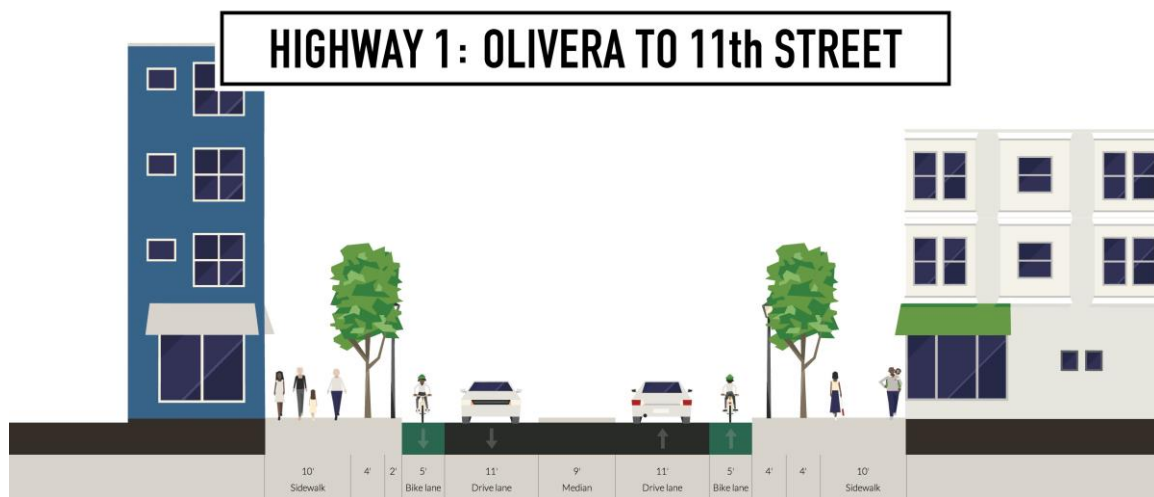 HIGHWAY 1: OLIVERA TO 11th STREET
10' 4' 2' 5' 11' 9' 11' 5' 4' 4' 10'
Sidewalk Bike lane Drive lane Median Drive lane Bike lane Sidewalk